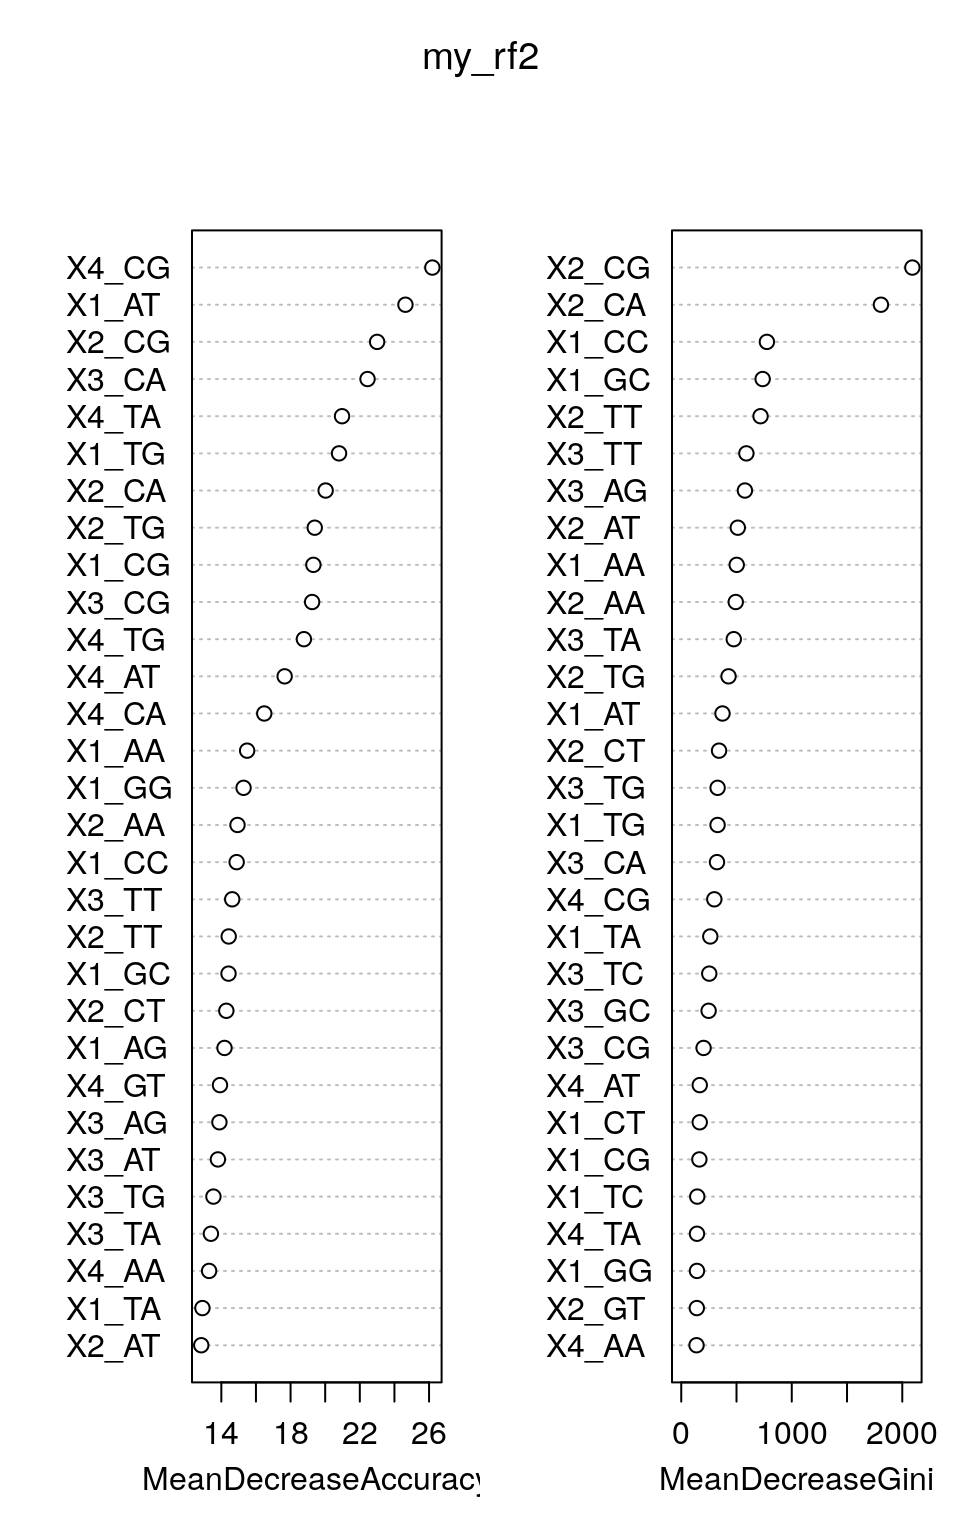 my_rf2
X4_CG
X1_AT
X2_CG
X3_CA
X4_TA
X1_TG
X2_CA
X2_TG
X1_CG
X3_CG
X4_TG
X4_AT
X4_CA
X1_AA
X1_GG
X2_AA
X1_CC
X3_TT
X2_TT
X1_GC
X2_CT
X1_AG
X4_GT
X3_AG
X3_AT
X3_TG
X3_TA
X4_AA
X1_TA
X2_AT
14 18 22 26
MeanDecreaseAccuracy
X2_CG
X2_CA
X1_CC
X1_GC
X2_TT
X3_TT
X3_AG
X2_AT
X1_AA
X2_AA
X3_TA
X2_TG
X1_AT
X2_CT
X3_TG
X1_TG
X3_CA
X4_CG
X1_TA
X3_TC
X3_GC
X3_CG
X4_AT
X1_CT
X1_CG
X1_TC
X4_TA
X1_GG
X2_GT
X4_AA
0 1000 2000
MeanDecreaseGini